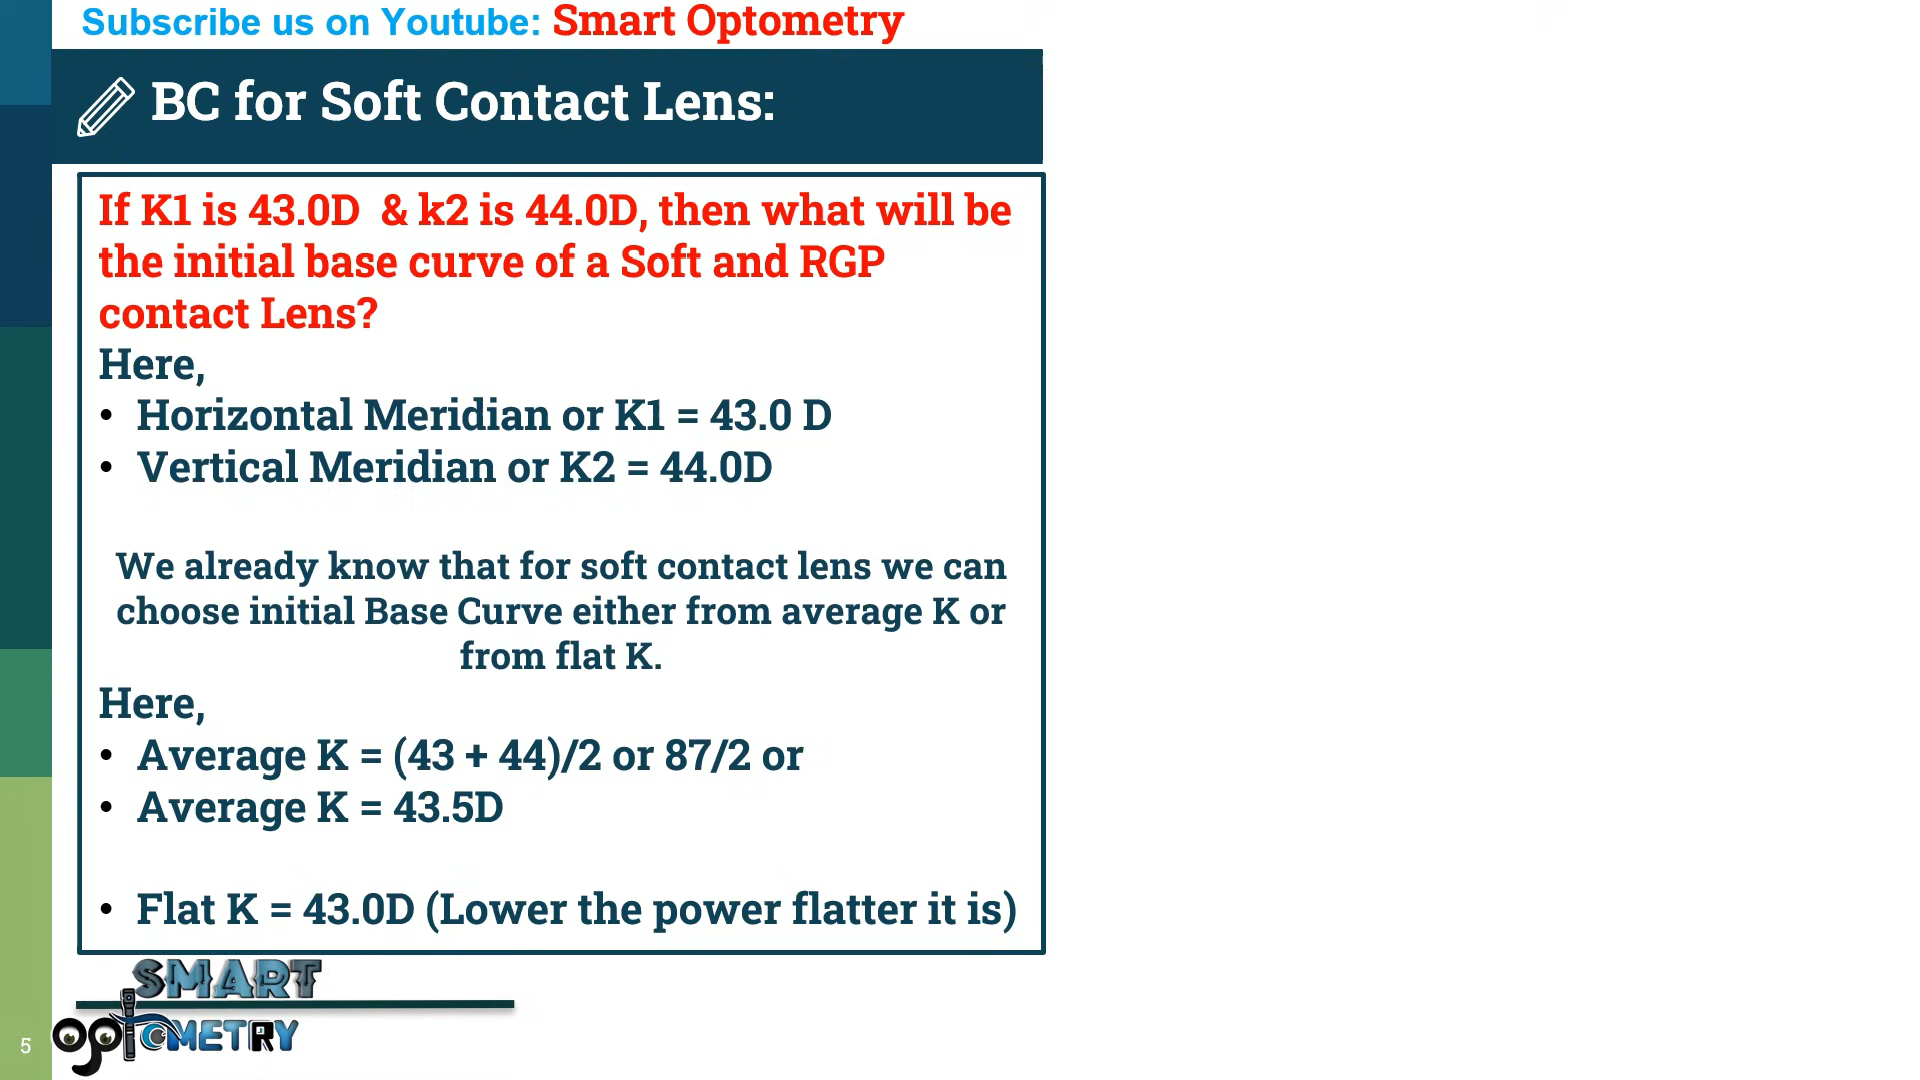 Subscribe us on Youtube: Smart Optometry
BC for Soft Contact Lens:
If K1 is 43.0D & k2 is 44.0D, then what will be
the initial base curve of a Soft and RGP
contact Lens?
Here,
• Horizontal Meridian or K1 = 43.0 D
• Vertical Meridian or K2 = 44.0D
We already know that for soft contact lens we can
choose initial Base Curve either from average K or
from flat K.
Here,
• Average K = (43 + 44)/2 or 87/2 or
• Average K = 43.5D
• Flat K = 43.0D (Lower the power flatter it is)
SMART
optOMETRY
5